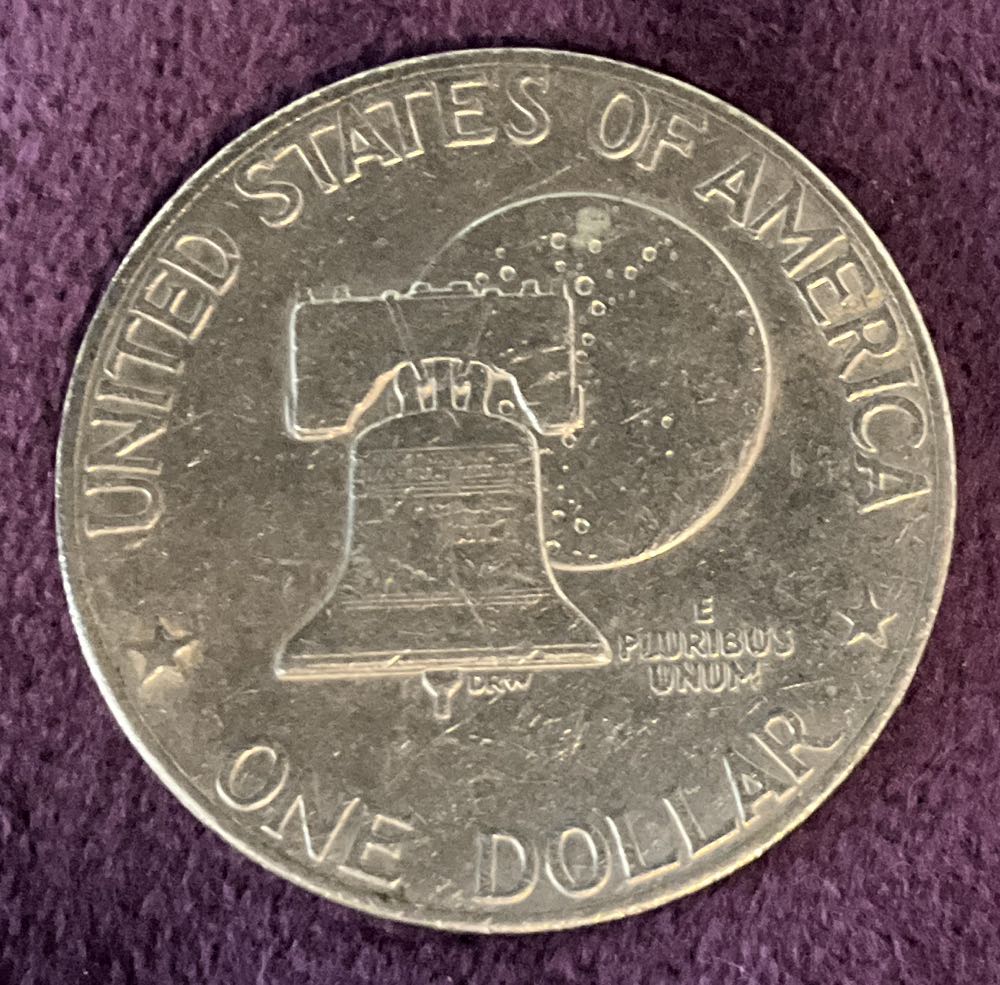 UNITED STATES OF AMERICA
E
PLURIBUS
UNUM
DRW
ONE DOLLAR